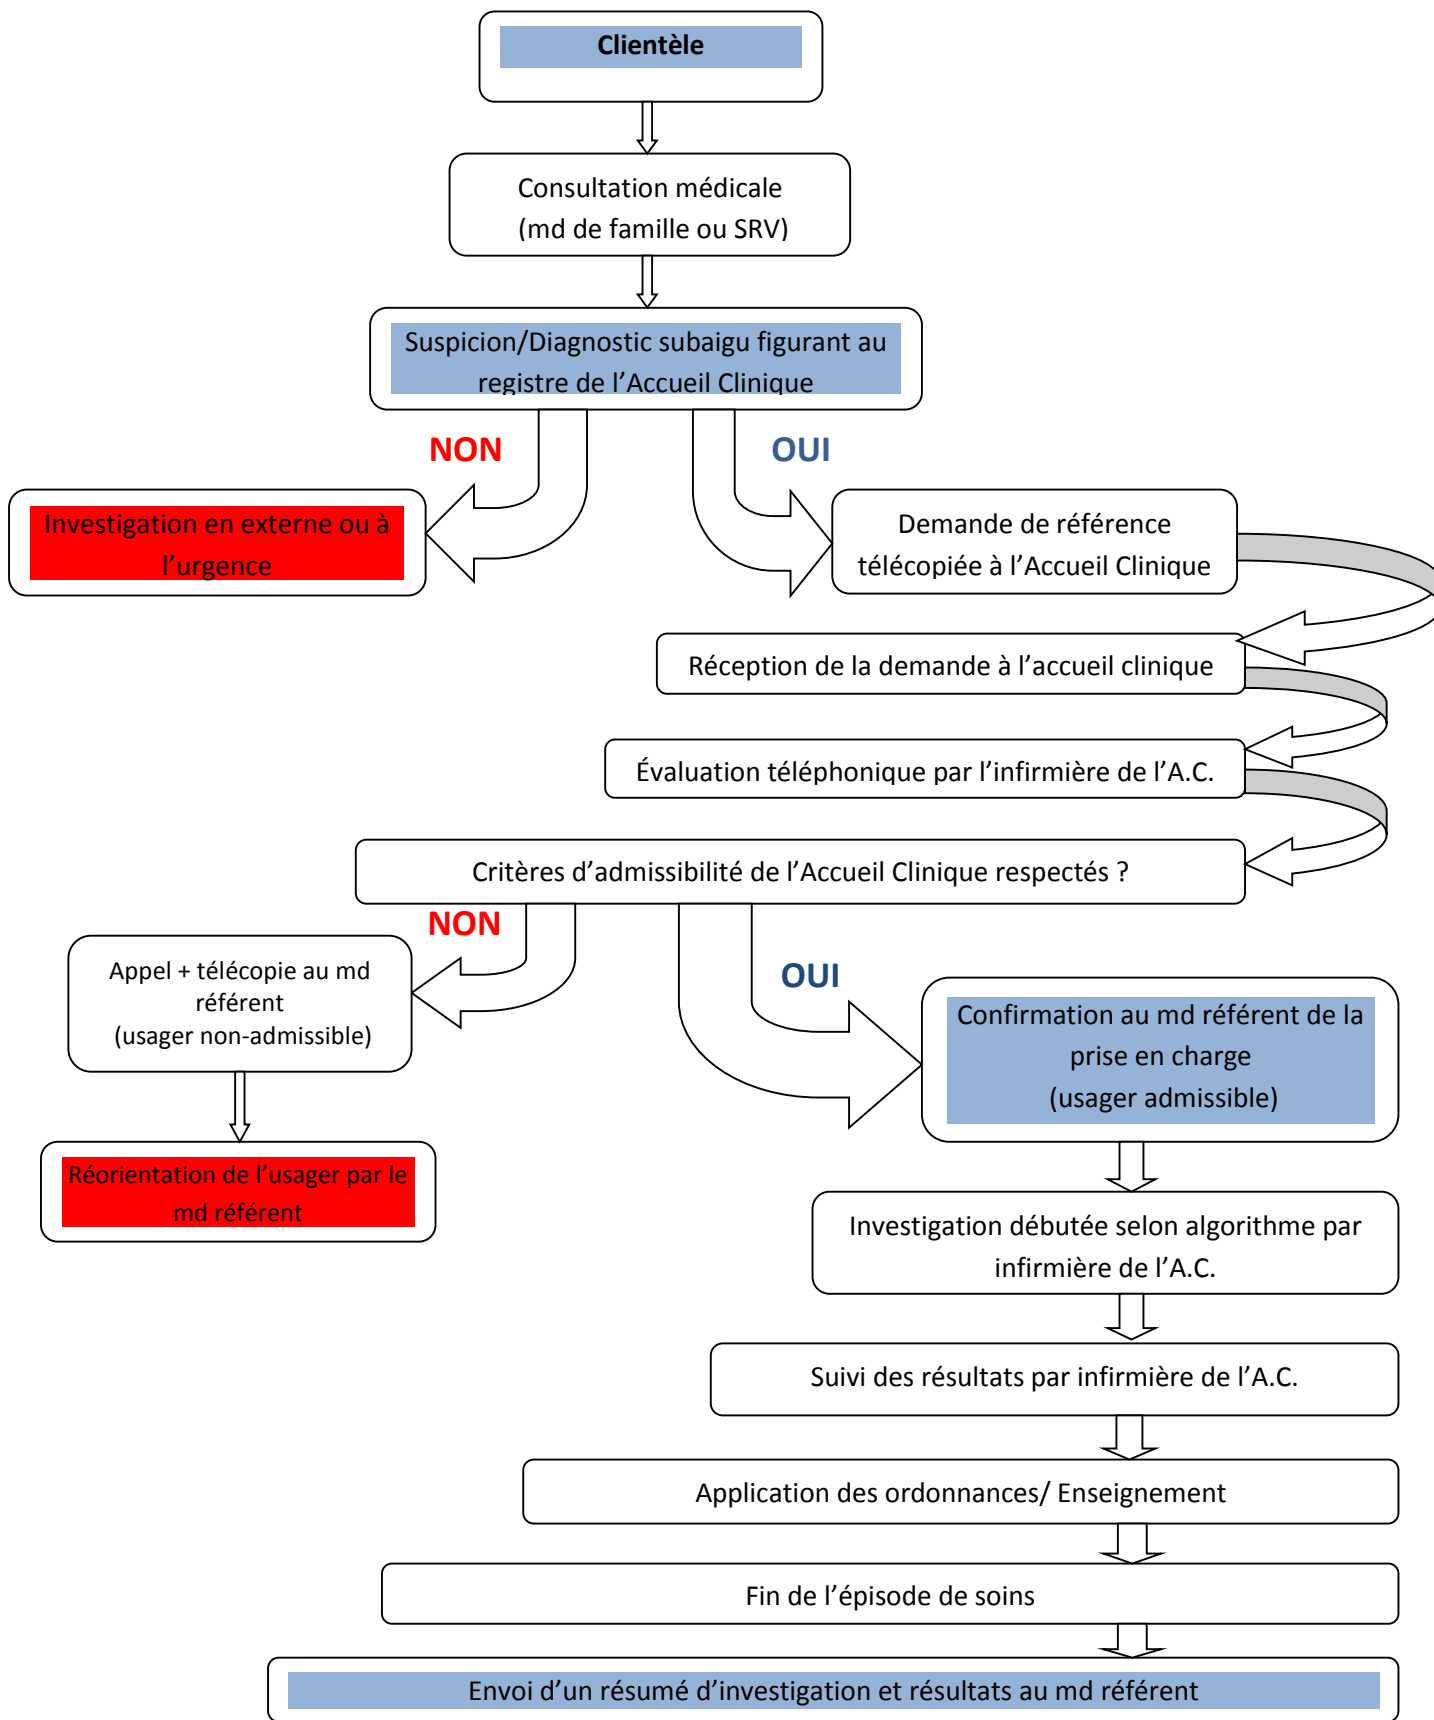 Clientèle
Consultation médicale
(md de famille ou SRV)
Suspicion/Diagnostic subaigu figurant au
registre de l'Accueil Clinique
NON
OUI
Investigation en externe ou à
l'urgence
Demande de référence
télécopiée à l'Accueil Clinique
Réception de la demande à l'accueil clinique
Évaluation téléphonique par l'infirmière de l'A.C.
Critères d'admissibilité de l'Accueil Clinique respectés ?
NON
OUI
Appel + télécopie au md
référent
(usager non-admissible)
Confirmation au md référent de la
prise en charge
(usager admissible)
Réorientation de l'usager par le
md référent
Investigation débutée selon algorithme par
infirmière de l'A.C.
Suivi des résultats par infirmière de l'A.C.
Application des ordonnances/ Enseignement
Fin de l'épisode de soins
Envoi d'un résumé d'investigation et résultats au md référent